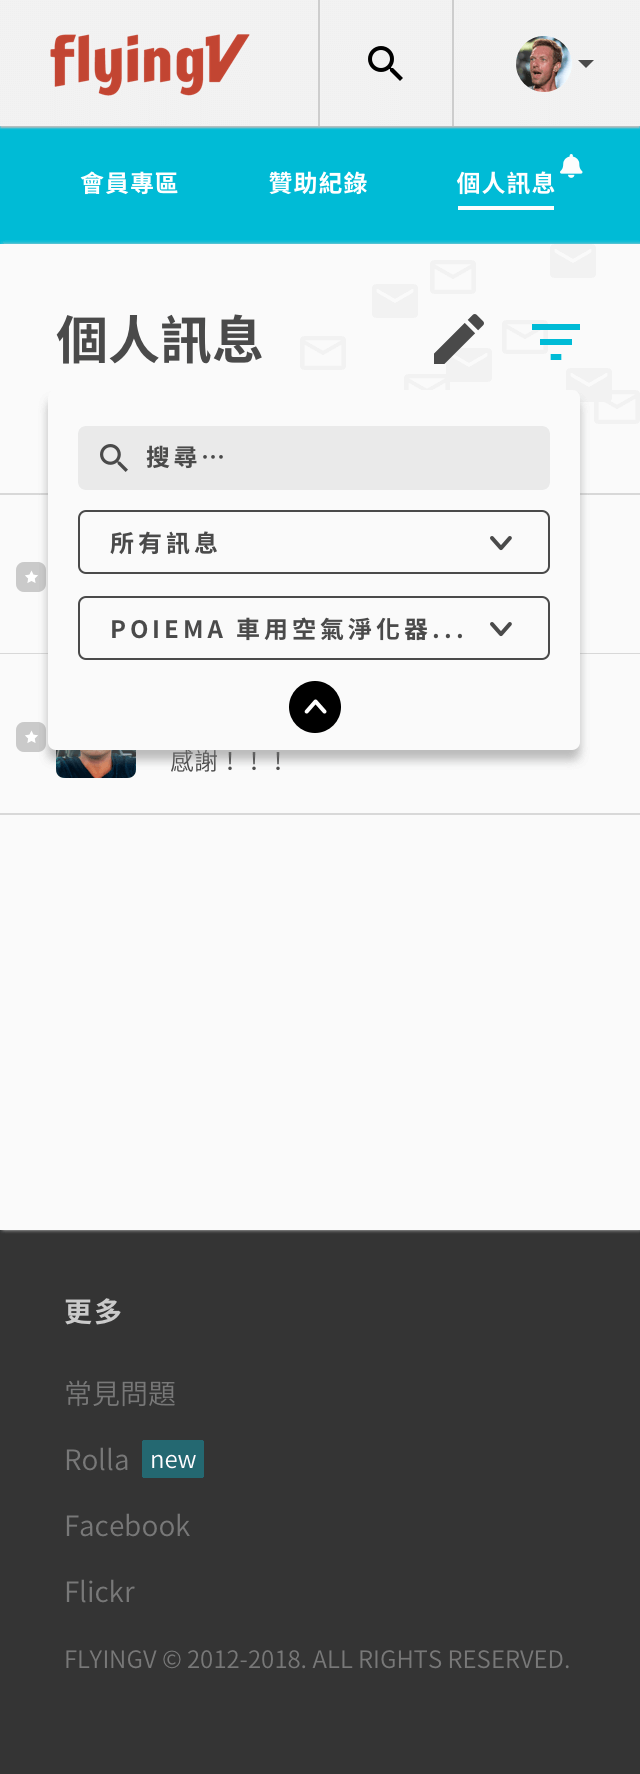 flyingV
會員專區
贊助紀錄
個人訊息
個人訊息
搜尋…
所有訊息
POIEMA 車用空氣淨化器...
感謝！！！
更多
常見問題
Rolla new
Facebook
Flickr
FLYINGV © 2012-2018. ALL RIGHTS RESERVED.